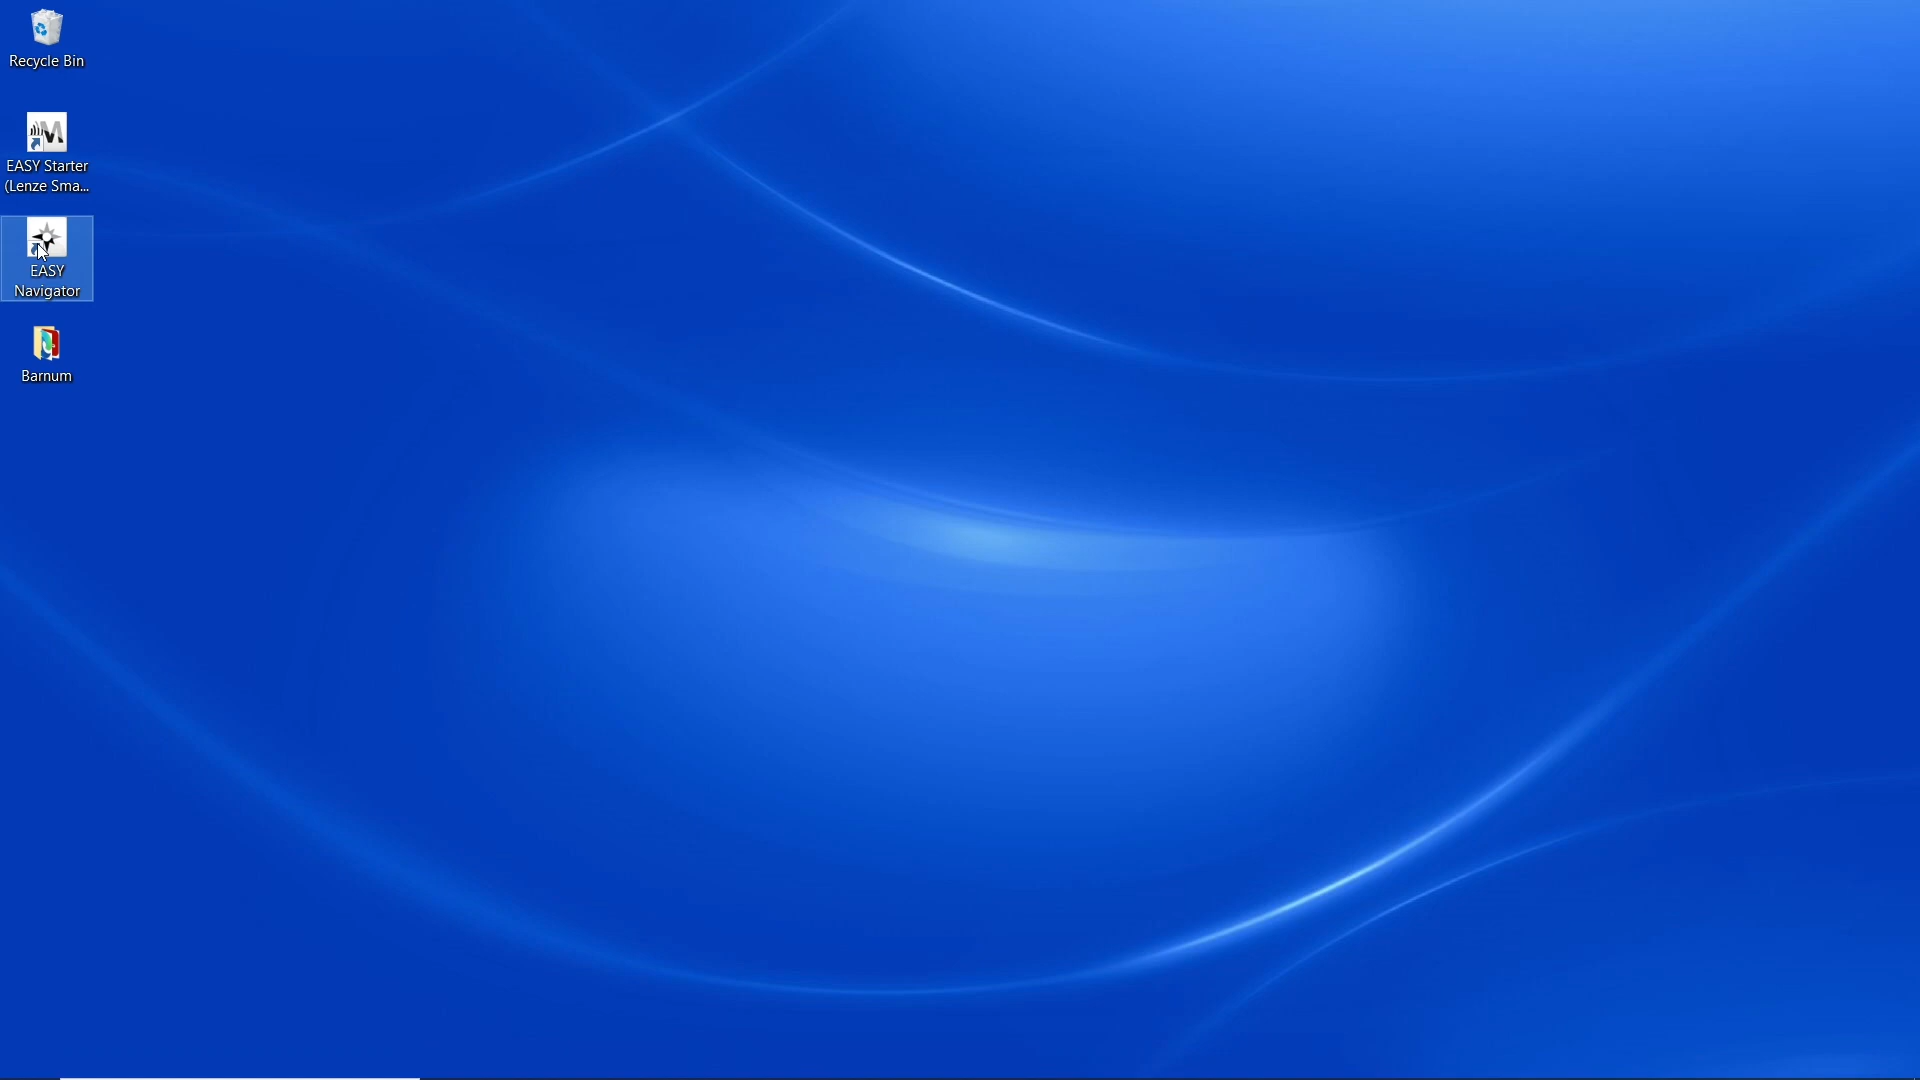 Recycle Bin
EASY Starter
(Lenze Sma...
EASY
Navigator
Barnum